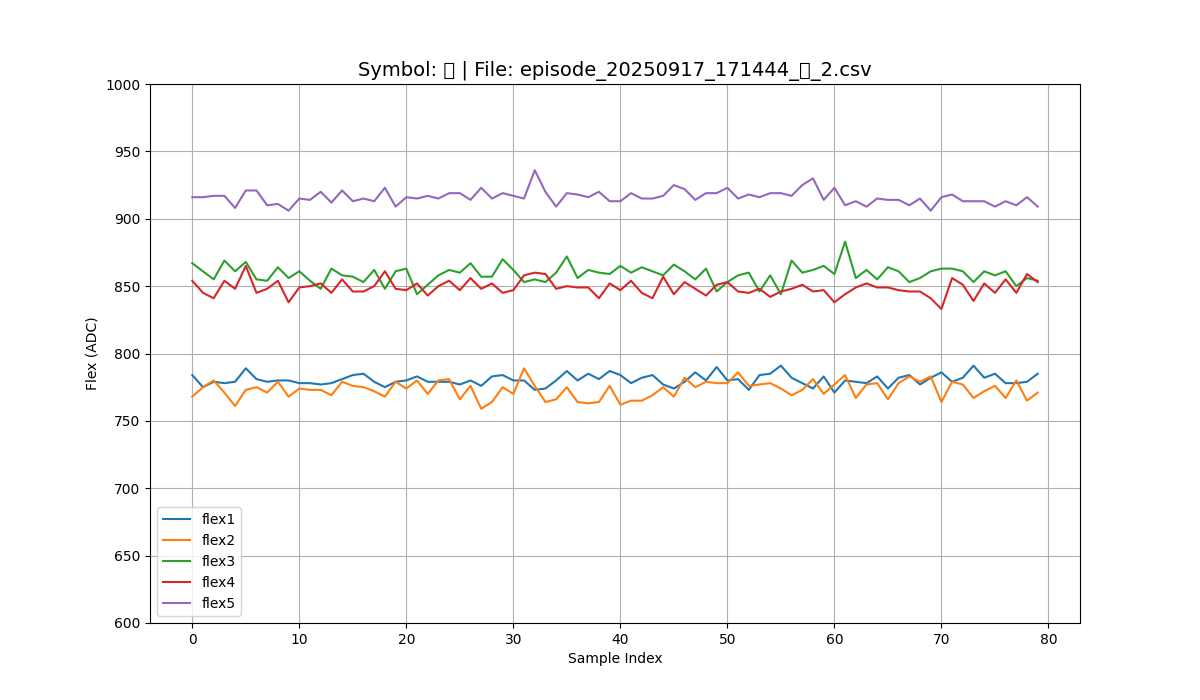 Symbol: | File: episode_20250917_171444_ _2.csv
1000
950
900
850
800
750
700
650
600
Flex (ADC)
flex1
flex2
flex3
flex4
flex5
0 10 20 30 40 50 60 70 80
Sample Index